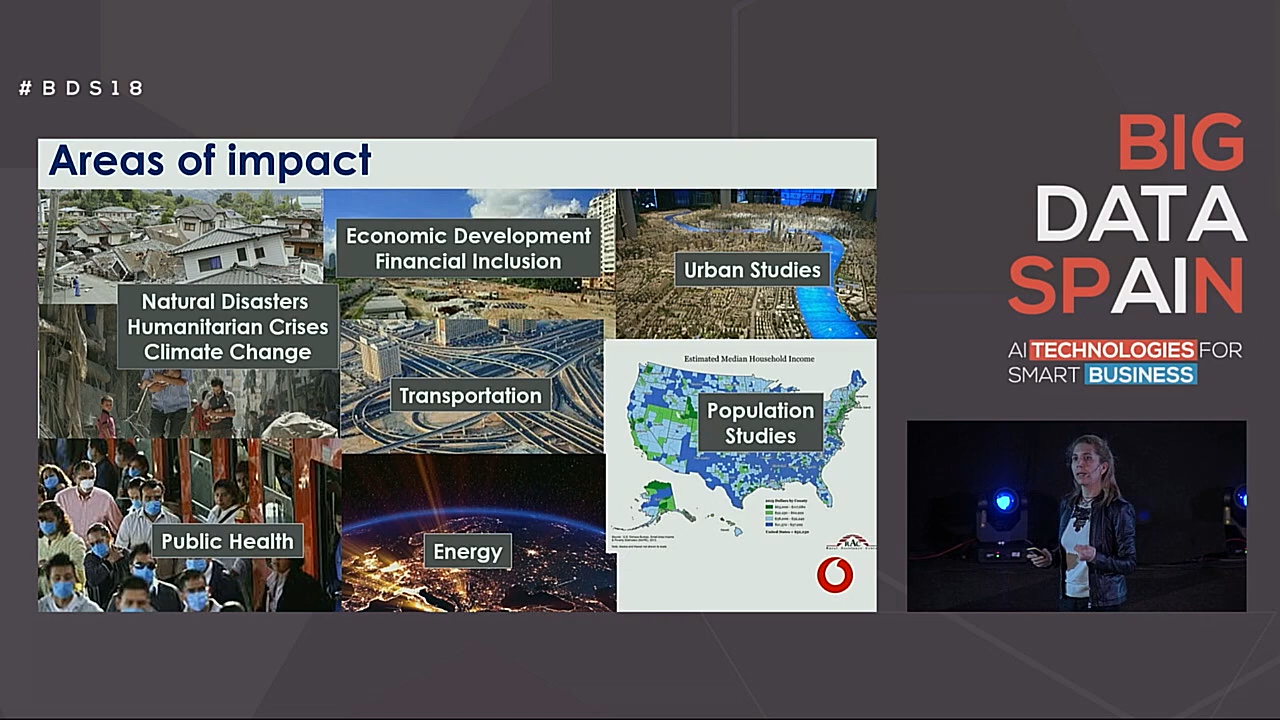 #BDS18
Areas of impact
Natural Disasters
Humanitarian Crises
Climate Change
Economic Development
Financial Inclusion
Urban Studies
Transportation
Estimated Median Household Income
Population
Studies
Public Health
Energy
RAC
BIG
DATA
SPAIN
AI TECHNOLOGIES FOR
SMART BUSINESS